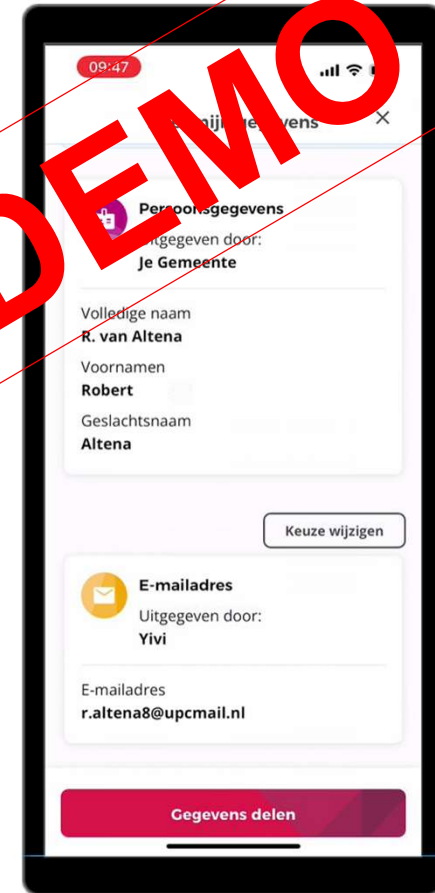 09:47
DEMO
Persoonsgegevens
Uitgegeven door:
Je Gemeente
Volledige naam
R. van Altena
Voornamen
Robert
Geslachtsnaam
Altena
Keuze wijzigen
E-mailadres
Uitgegeven door:
Yivi
E-mailadres
r.altena8@upcmail.nl
Gegevens delen